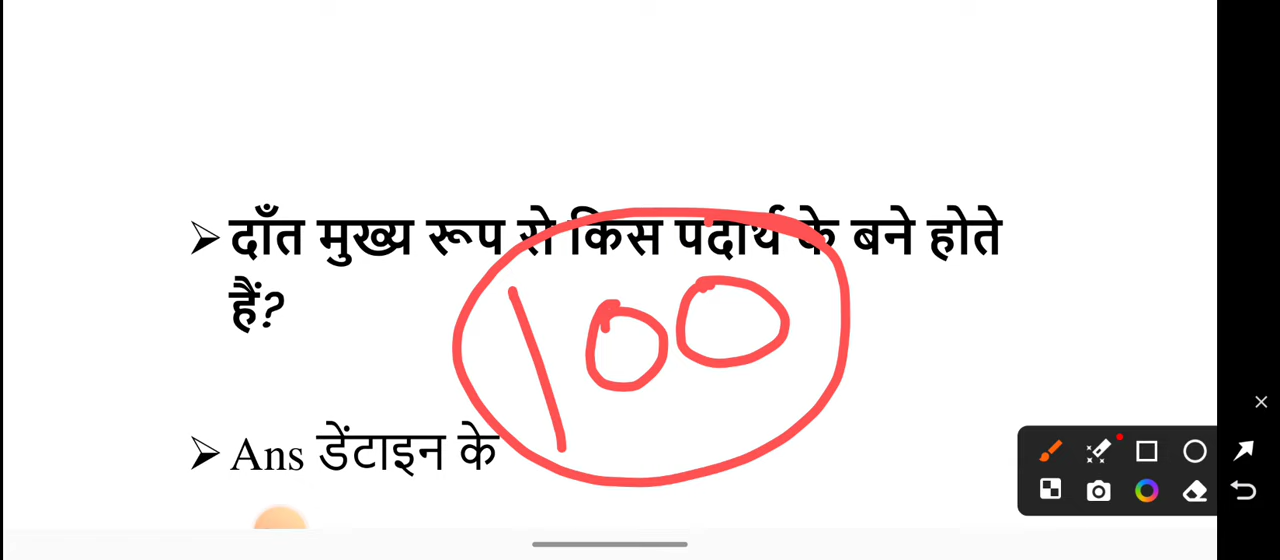 ➢ दाँत मुख्य रूप से किस पदार्थ के बने होते
हैं?
100
➢ Ans डेंटाइन के